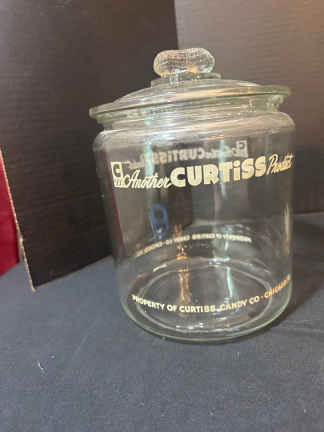 Another CURTiSS Product
PROPERTY OF CURTISS CANDY CO - CHICAGO